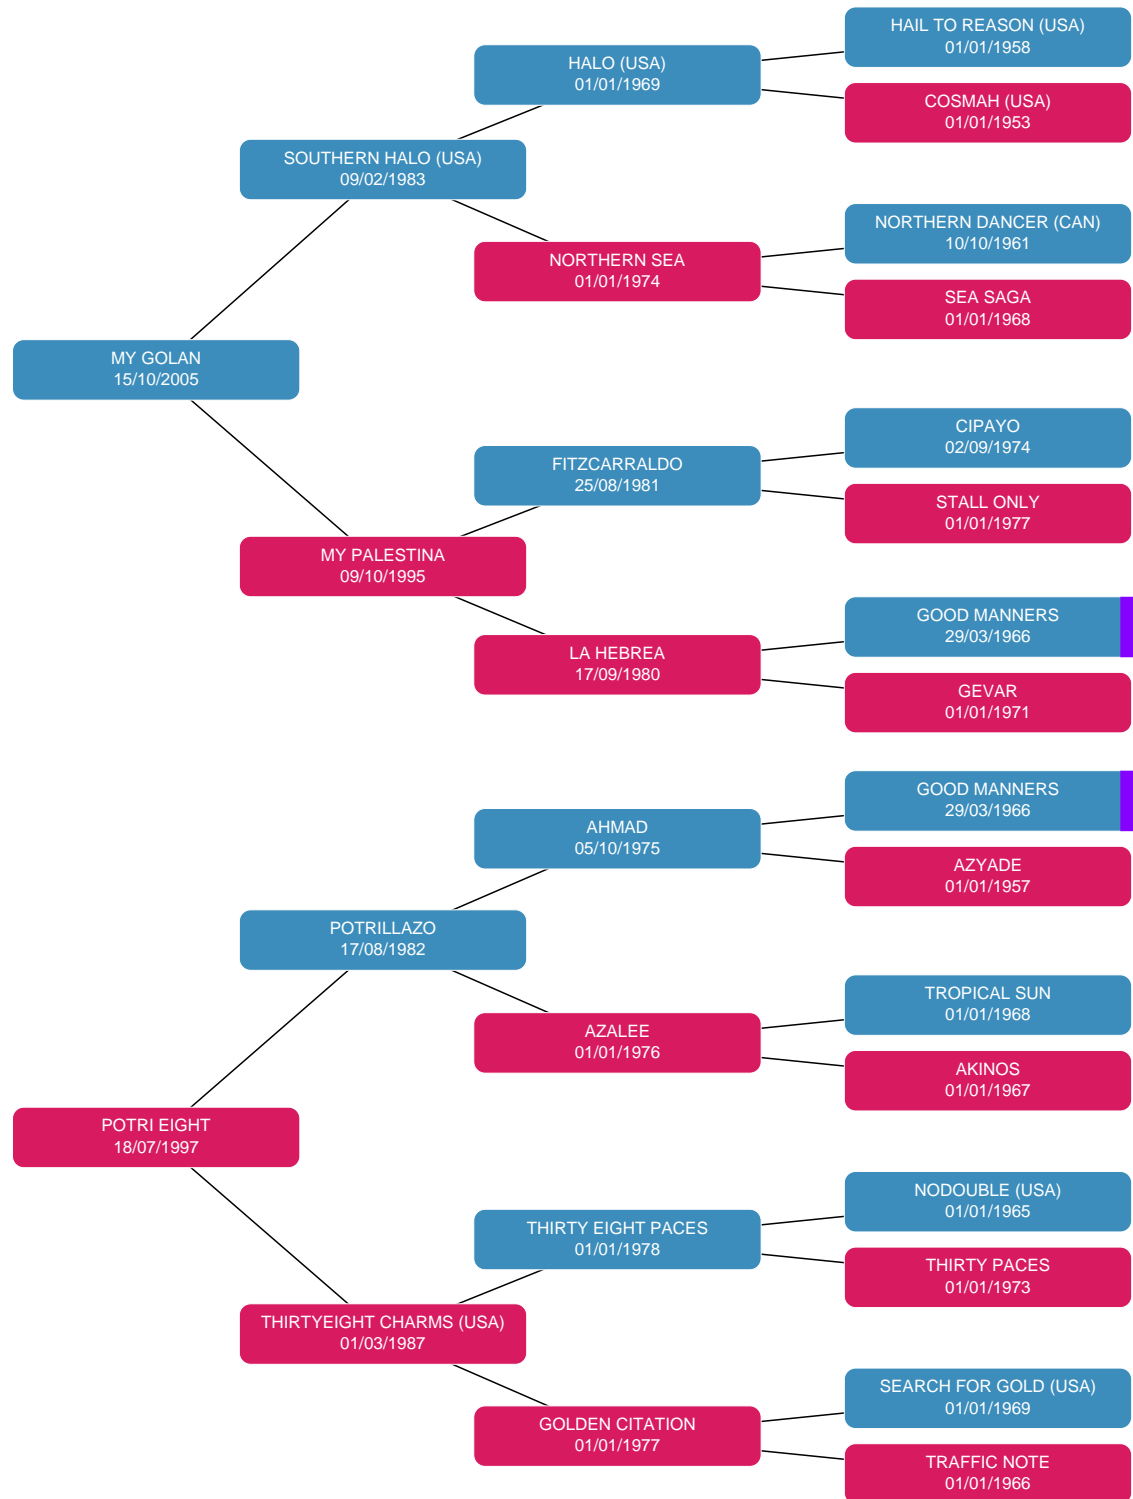 HAIL TO REASON (USA)
01/01/1958
HALO (USA)
01/01/1969
COSMAH (USA)
01/01/1953
SOUTHERN HALO (USA)
09/02/1983
NORTHERN DANCER (CAN)
10/10/1961
NORTHERN SEA
01/01/1974
SEA SAGA
01/01/1968
MY GOLAN
15/10/2005
CIPAYO
02/09/1974
FITZCARRALDO
25/08/1981
STALL ONLY
01/01/1977
MY PALESTINA
09/10/1995
GOOD MANNERS
29/03/1966
LA HEBREA
17/09/1980
GEVAR
01/01/1971
GOOD MANNERS
29/03/1966
AHMAD
05/10/1975
AZYADE
01/01/1957
POTRILLAZO
17/08/1982
TROPICAL SUN
01/01/1968
AZALEE
01/01/1976
AKINOS
01/01/1967
POTRI EIGHT
18/07/1997
NODOUBLE (USA)
01/01/1965
THIRTY EIGHT PACES
01/01/1978
THIRTY PACES
01/01/1973
THIRTYEIGHT CHARMS (USA)
01/03/1987
SEARCH FOR GOLD (USA)
01/01/1969
GOLDEN CITATION
01/01/1977
TRAFFIC NOTE
01/01/1966